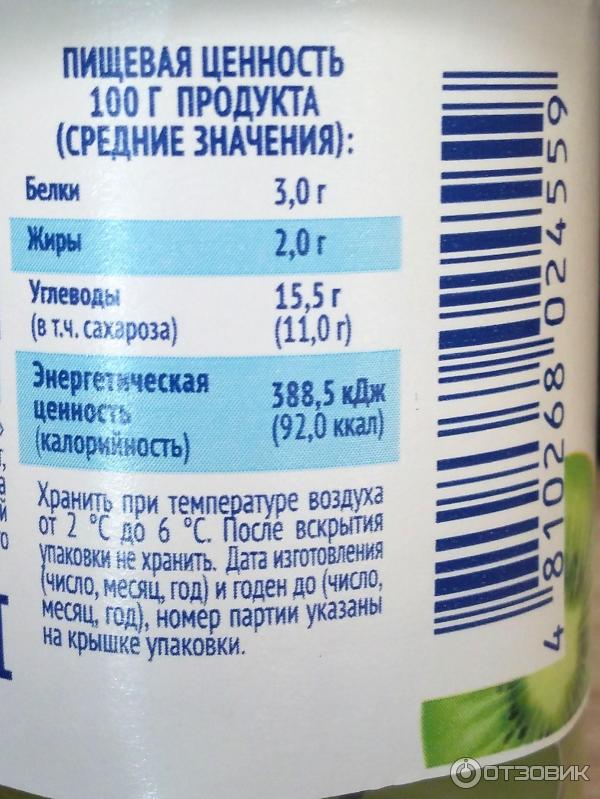 ПИЩЕВАЯ ЦЕННОСТЬ
100 Г ПРОДУКТА
(СРЕДНИЕ ЗНАЧЕНИЯ):
Белки 3,0 г
Жиры 2,0 г
Углеводы 15,5 г
(в т.ч. сахароза) (11,0 г)
Энергетическая
ценность 388,5 кДж
(калорийность) (92,0 ккал)
Хранить при температуре воздуха
от 2 °С до 6 °С. После вскрытия
упаковки не хранить. Дата изготовления
(число, месяц, год) и годен до (число,
месяц, год), номер партии указаны
на крышке упаковки.
4 810268 024559
ОТЗОВИК